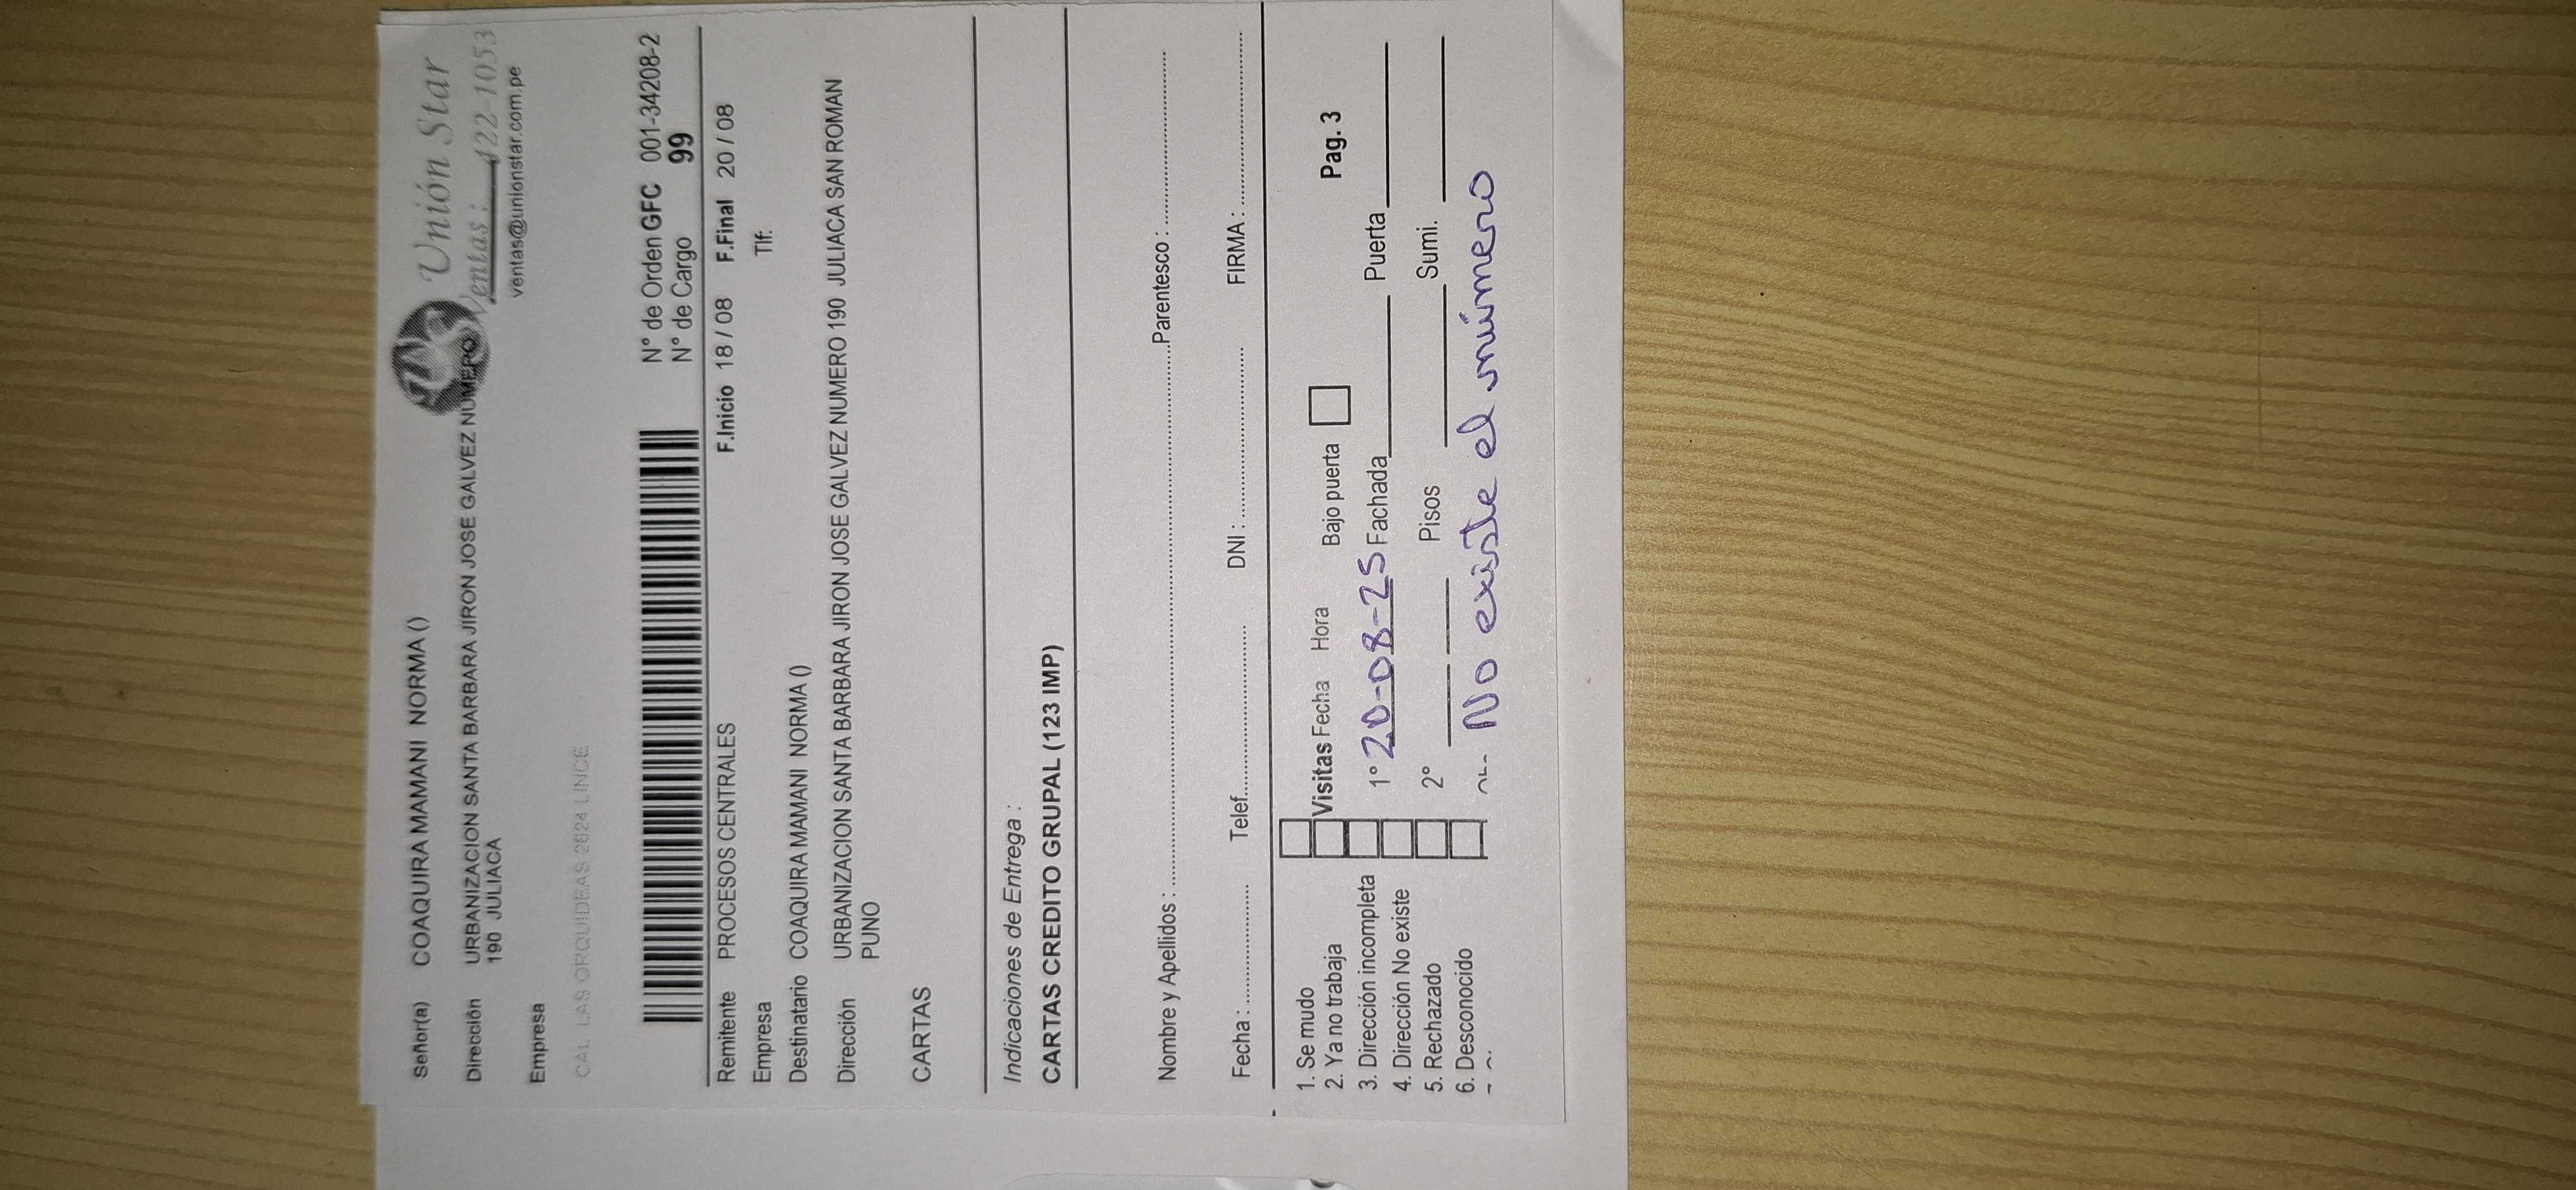 Unión Star
Señor(a) COAQUIRA MAMANI NORMA ()
Ventas : 422-1053
Dirección URBANIZACION SANTA BARBARA JIRON JOSE GALVEZ NUMERO
190 JULIACA
ventas@unionstar.com.pe
Empresa
CAL. LAS ORQUIDEAS 2624 LINCE
N° de Orden GFC 001-34208-2
N° de Cargo 99
Remitente PROCESOS CENTRALES F.Inicio 18 / 08 F.Final 20 / 08
Empresa Tlf.
Destinatario COAQUIRA MAMANI NORMA ()
Dirección URBANIZACION SANTA BARBARA JIRON JOSE GALVEZ NUMERO 190 JULIACA SAN ROMAN
PUNO
CARTAS
Indicaciones de Entrega :
CARTAS CREDITO GRUPAL (123 IMP)
Nombre y Apellidos : Parentesco :
Fecha : Telef. DNI : FIRMA :
1. Se mudo
2. Ya no trabaja Visitas Fecha Hora Bajo puerta Pag. 3
3. Dirección incompleta
4. Dirección No existe 1° 20-08-25 Fachada Puerta
5. Rechazado 2° Pisos Sumi.
6. Desconocido No existe el número